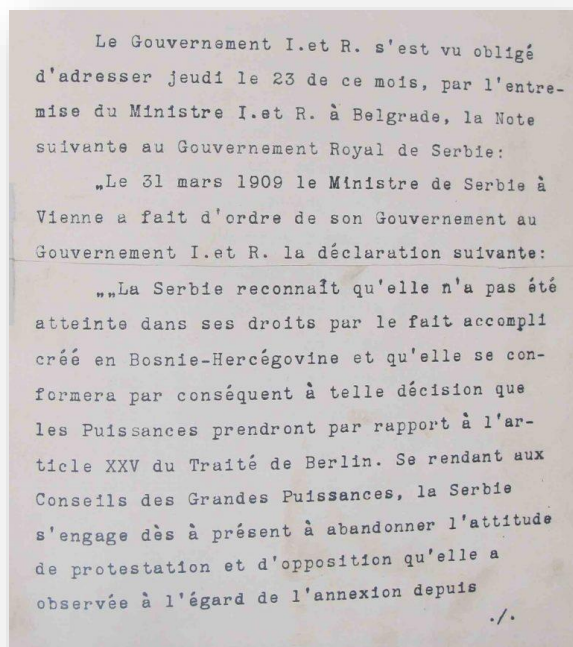 Le Gouvernement I.et R. s'est vu obligé
d'adresser jeudi le 23 de ce mois, par l'entre-
mise du Ministre I.et R. à Belgrade, la Note
suivante au Gouvernement Royal de Serbie:
„Le 31 mars 1909 le Ministre de Serbie à
Vienne a fait d'ordre de son Gouvernement au
Gouvernement I.et R. la déclaration suivante:
„„La Serbie reconnaît qu'elle n'a pas été
atteinte dans ses droits par le fait accompli
créé en Bosnie-Hercégovine et qu'elle se con-
formera par conséquent à telle décision que
les Puissances prendront par rapport à l'ar-
ticle XXV du Traité de Berlin. Se rendant aux
Conseils des Grandes Puissances, la Serbie
s'engage dès à présent à abandonner l'attitude
de protestation et d'opposition qu'elle a
observée à l'égard de l'annexion depuis
./.